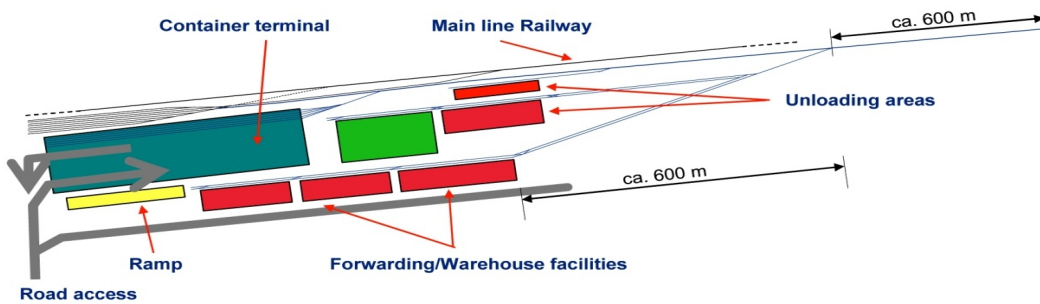 ca. 600 m
Container terminal
Main line Railway
Unloading areas
ca. 600 m
Ramp
Forwarding/Warehouse facilities
Road access